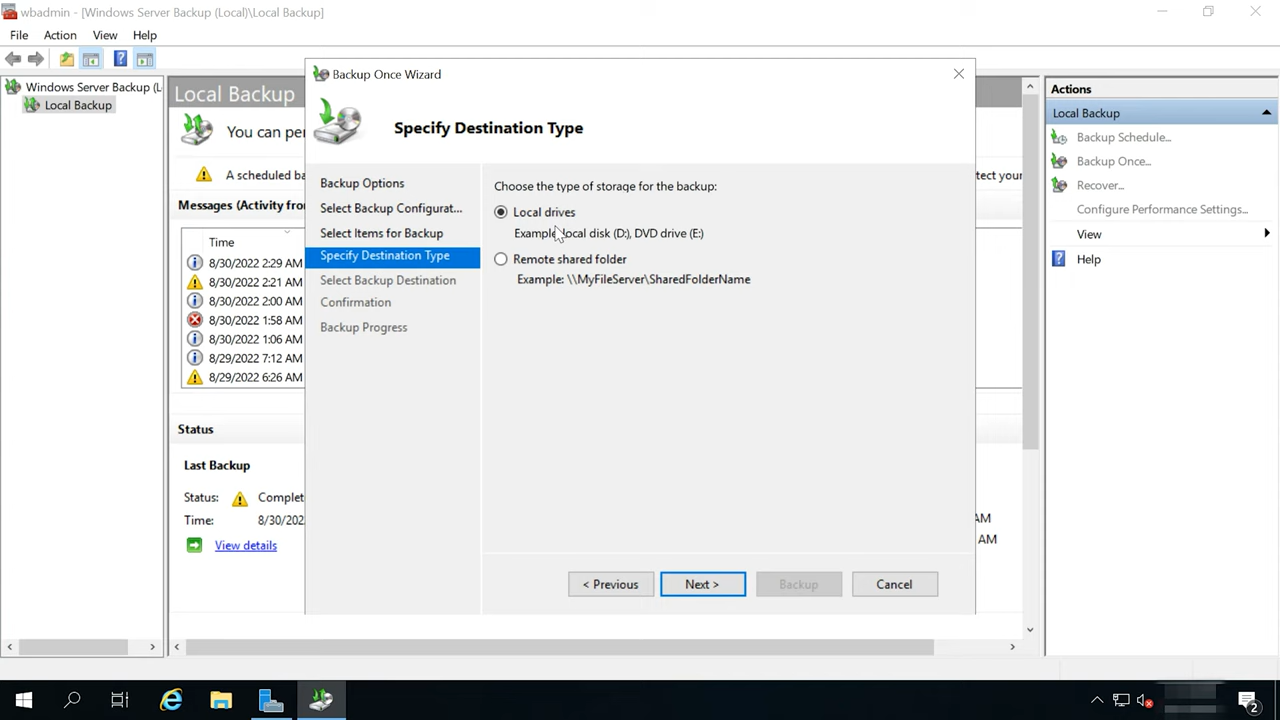 wbadmin - [Windows Server Backup (Local)\Local Backup]
File Action View Help
Windows Server Backup (L
Local Backup
Local Backup
You can per
A scheduled ba
tect your
Messages (Activity from
Time
8/30/2022 2:29 AM
8/30/2022 2:21 AM
8/30/2022 2:00 AM
8/30/2022 1:58 AM
8/30/2022 1:06 AM
8/29/2022 7:12 AM
8/29/2022 6:26 AM
Status
Last Backup
Status: Complet
Time: 8/30/202
View details
AM
AM
Backup Once Wizard
Specify Destination Type
Backup Options
Select Backup Configurat...
Select Items for Backup
Specify Destination Type
Select Backup Destination
Confirmation
Backup Progress
Choose the type of storage for the backup:
Local drives
Example: local disk (D:), DVD drive (E:)
Remote shared folder
Example: \\MyFileServer\SharedFolderName
< Previous
Next >
Backup
Cancel
Actions
Local Backup
Backup Schedule...
Backup Once...
Recover...
Configure Performance Settings...
View
Help
2